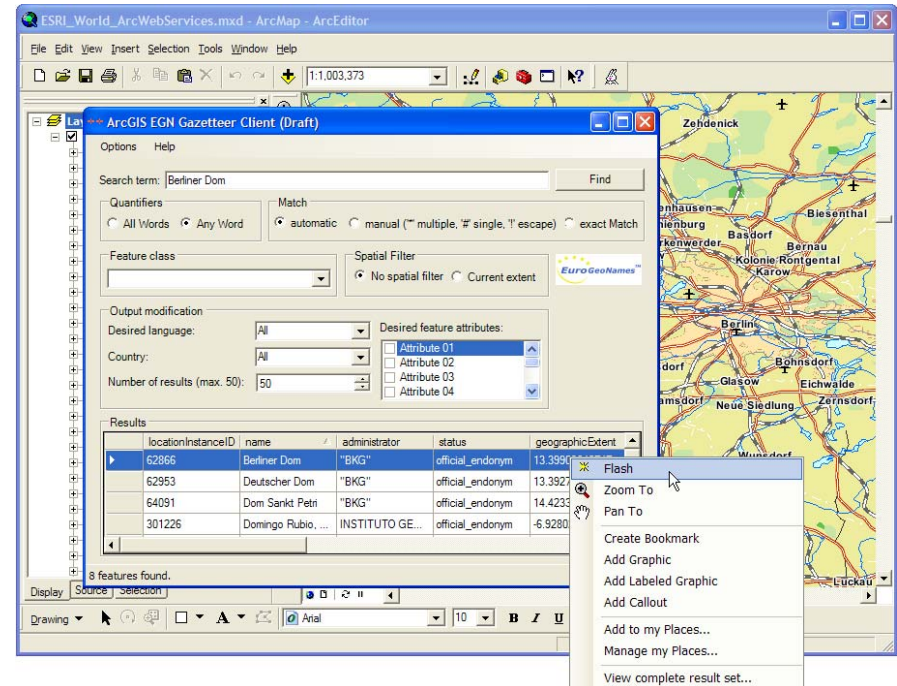 ESRI_World_ArcWebServices.mxd - ArcMap - ArcEditor
File Edit View Insert Selection Tools Window Help
1:1,003,373
ArcGIS EGN Gazetteer Client (Draft)
Options Help
Search term: Berliner Dom Find
Quantifiers
All Words Any Word
Match
automatic manual ('*' multiple, '#' single, '!' escape) exact Match
Feature class
Spatial Filter
No spatial filter Current extent
EuroGeoNames
Output modification
Desired language: All
Country: All
Number of results (max. 50): 50
Desired feature attributes:
Attribute 01
Attribute 02
Attribute 03
Attribute 04
Results
locationInstanceID name administrator status geographicExtent
62866 Berliner Dom "BKG" official_endonym
62953 Deutscher Dom "BKG" official_endonym 13.3927
64091 Dom Sankt Petri "BKG" official_endonym 14.4233
301226 Domingo Rubio, ... INSTITUTO GE... official_endonym
8 features found.
Display Source Selection
Drawing Arial 10 B I U
Zehdenick
Biesenthal
Basdorf
Bernau
Kolonie Rontgental
Karow
Berlin
Bohnsdorf
Glasow
Eichwalde
Neue Siedlung
Zernsdorf
Luckau
Flash
Zoom To
Pan To
Create Bookmark
Add Graphic
Add Labeled Graphic
Add Callout
Add to my Places...
Manage my Places...
View complete result set...